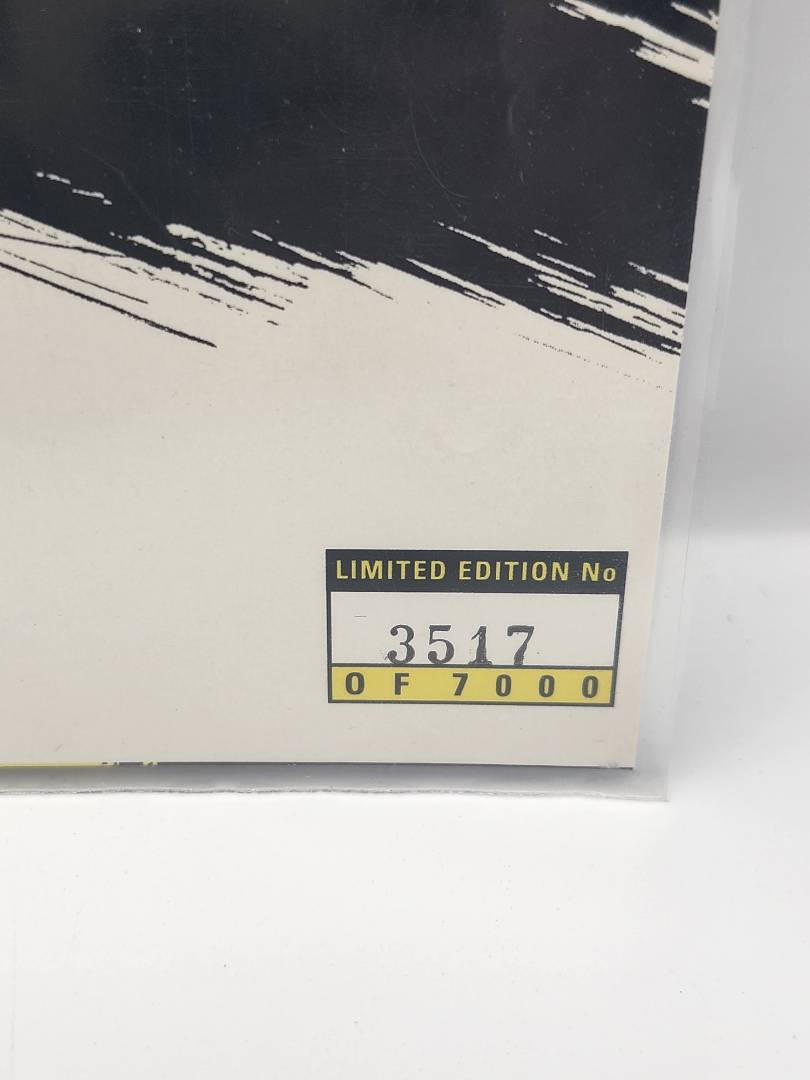 LIMITED EDITION No
3517
OF 7000